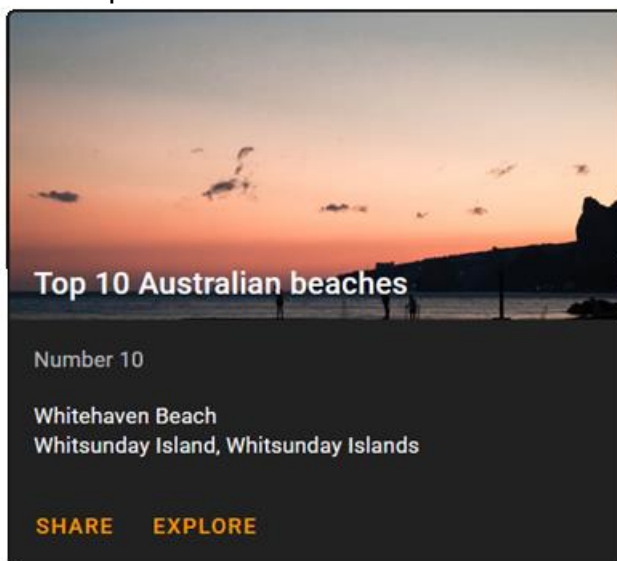 Top 10 Australian beaches
Number 10
Whitehaven Beach
Whitsunday Island, Whitsunday Islands
SHARE EXPLORE